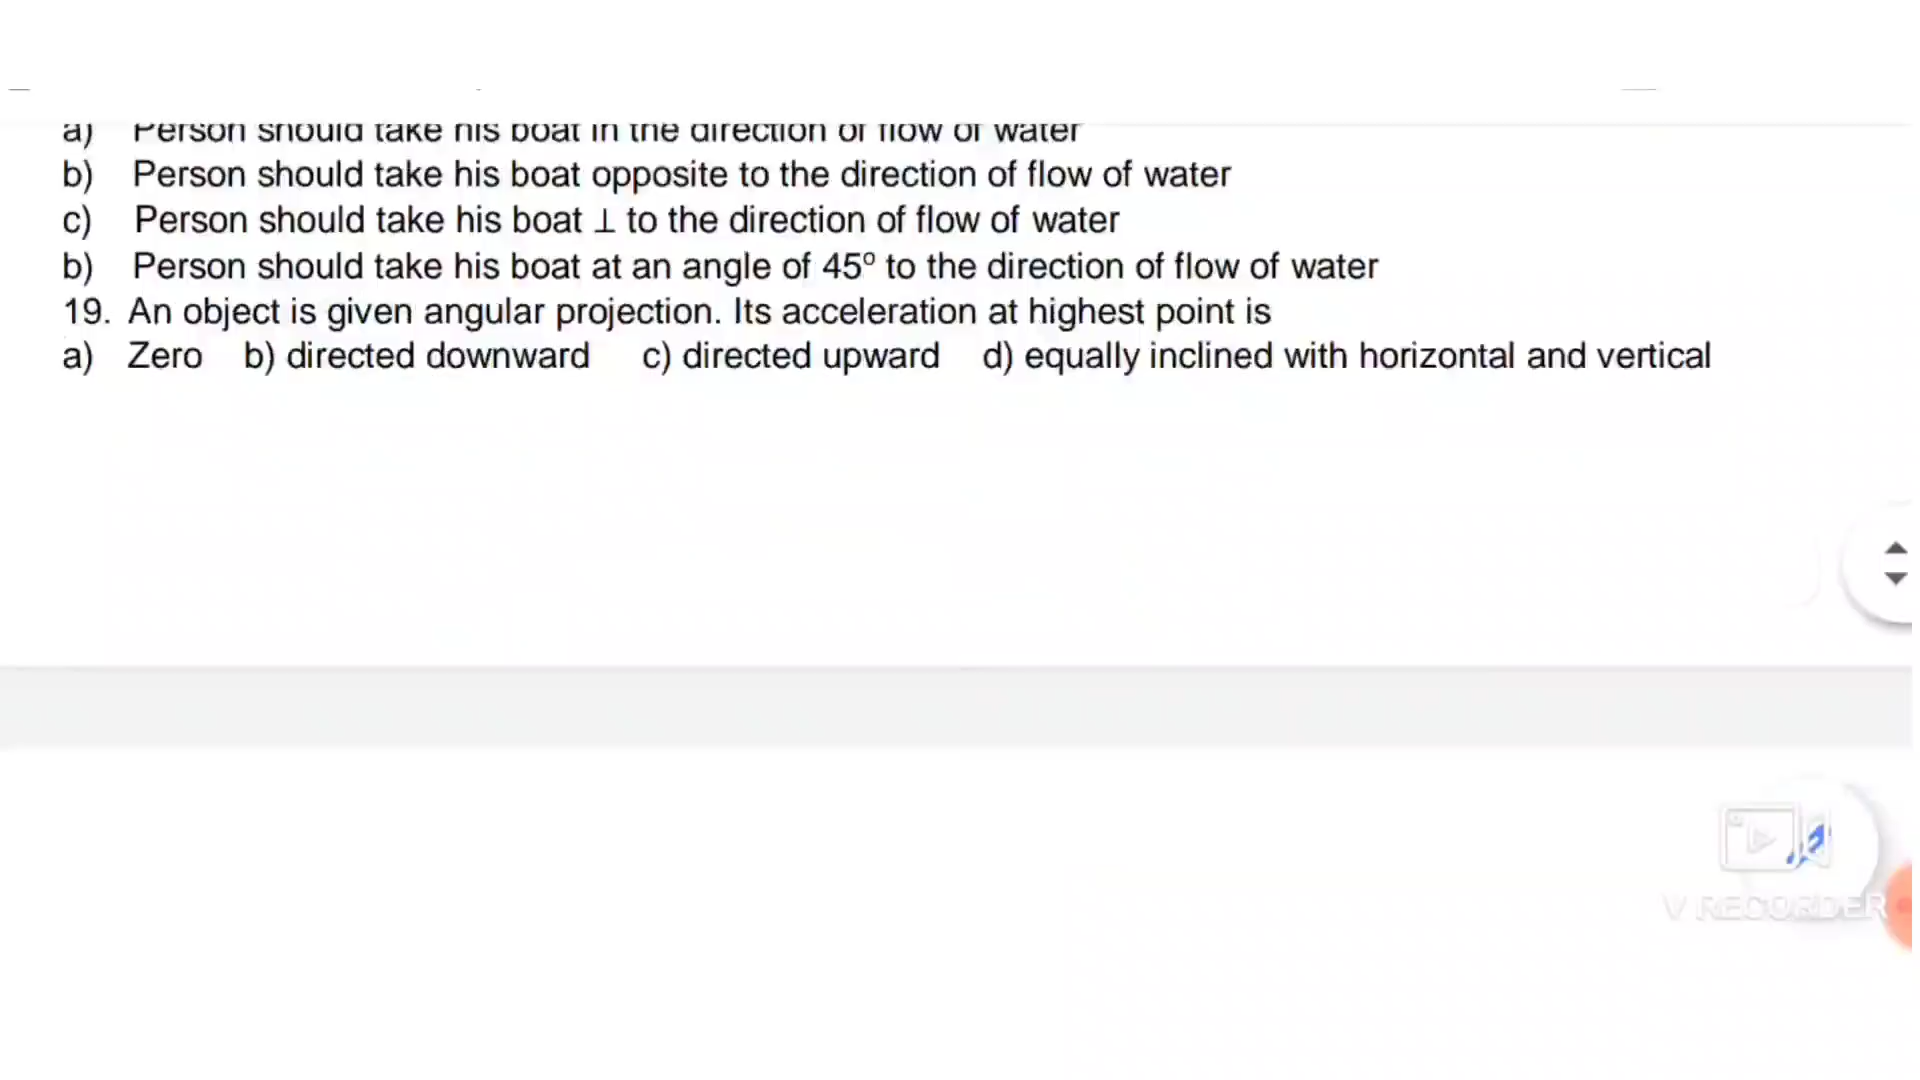 a) Person should take his boat in the direction of flow of water
b) Person should take his boat opposite to the direction of flow of water
c) Person should take his boat ⊥ to the direction of flow of water
b) Person should take his boat at an angle of 45º to the direction of flow of water
19. An object is given angular projection. Its acceleration at highest point is
a) Zero b) directed downward c) directed upward d) equally inclined with horizontal and vertical
V RECORDER